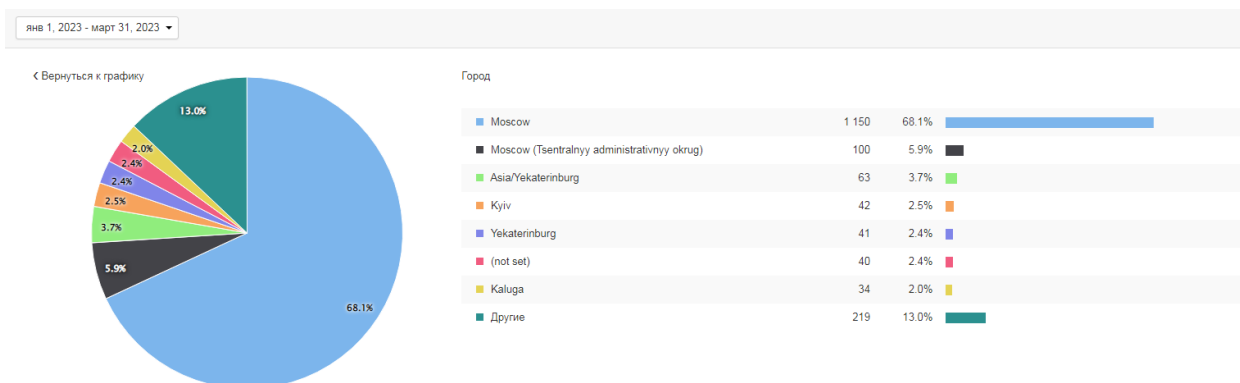 янв 1, 2023 - март 31, 2023
Вернуться к графику
13.0%
2.0%
2.4%
2.4%
2.5%
3.7%
5.9%
68.1%
Город
Moscow 1 150 68.1%
Moscow (Tsentralnyy administrativnyy okrug) 100 5.9%
Asia/Yekaterinburg 63 3.7%
Kyiv 42 2.5%
Yekaterinburg 41 2.4%
(not set) 40 2.4%
Kaluga 34 2.0%
Другие 219 13.0%